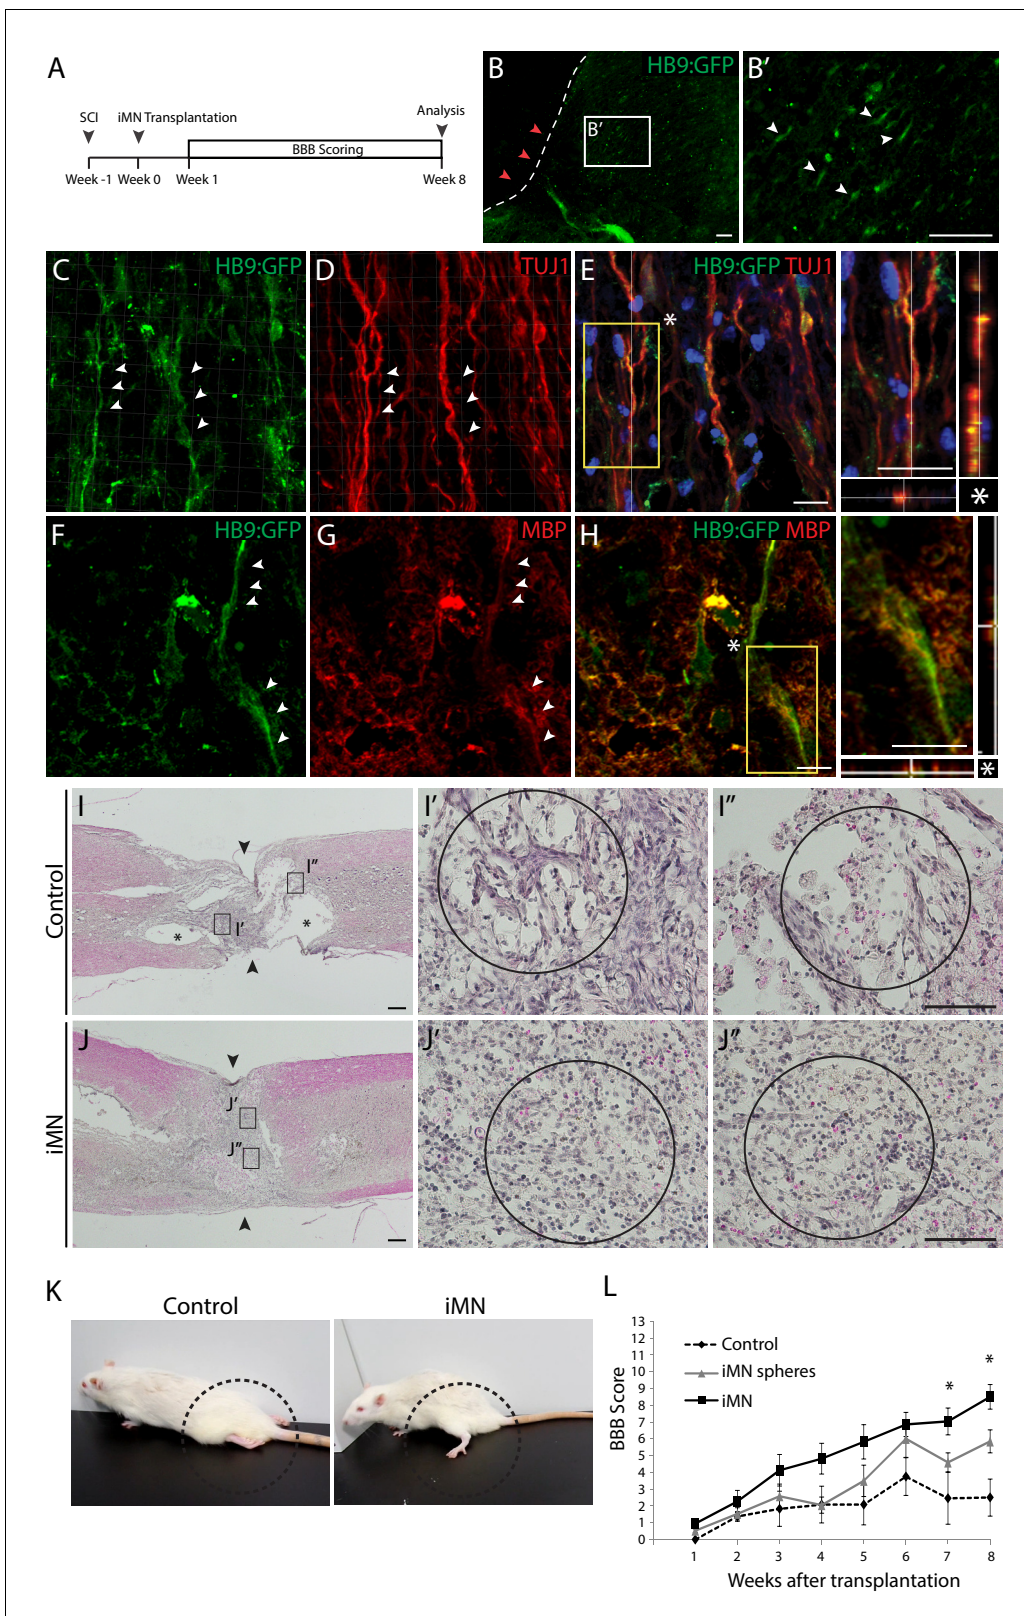 A
SCI
iMN Transplantation
Analysis
BBB Scoring
Week -1
Week 0
Week 1
Week 8
B
HB9:GFP
B'
B'
C
HB9:GFP
D
TUJ1
E
HB9:GFP TUJ1
*
*
F
HB9:GFP
G
MBP
H
HB9:GFP MBP
*
*
Control
I
I''
I'
*
*
I'
I''
iMN
J
J'
J''
J'
J''
K
Control
iMN
L
BBB Score
13
12
11
10
9
8
7
6
5
4
3
2
1
0
Control
iMN spheres
iMN
*
*
1 2 3 4 5 6 7 8
Weeks after transplantation